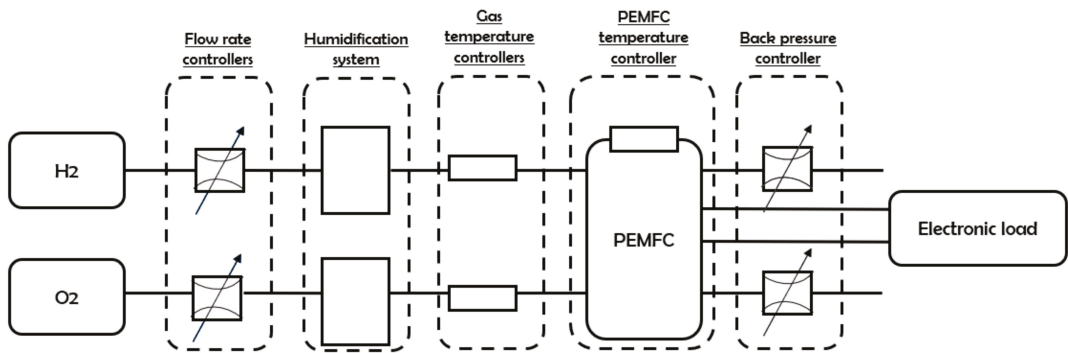 Flow rate
controllers
Humidification
system
Gas
temperature
controllers
PEMFC
temperature
controller
Back pressure
controller
H2
O2
PEMFC
Electronic load